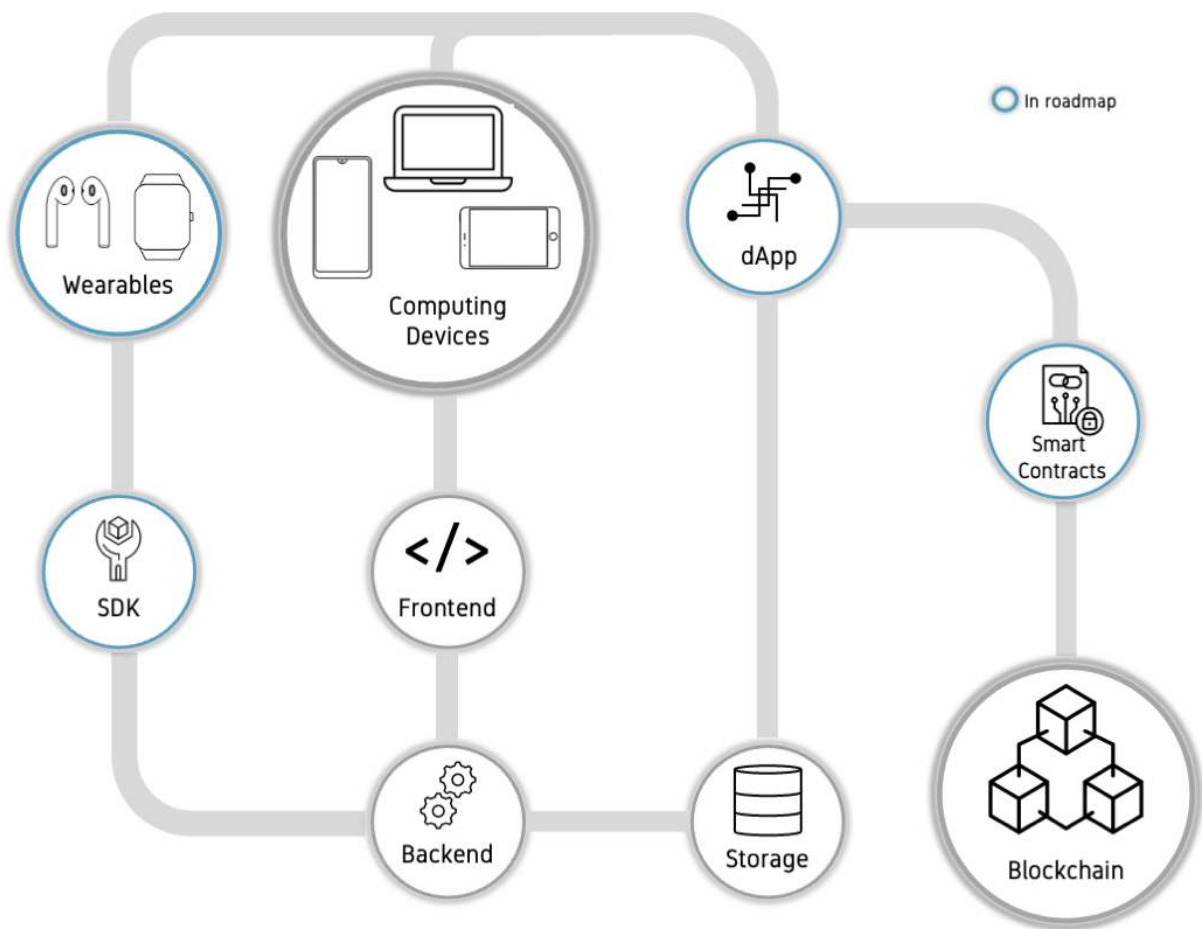 In roadmap
Wearables
Computing
Devices
dApp
Smart
Contracts
SDK
</>
Frontend
Backend
Storage
Blockchain